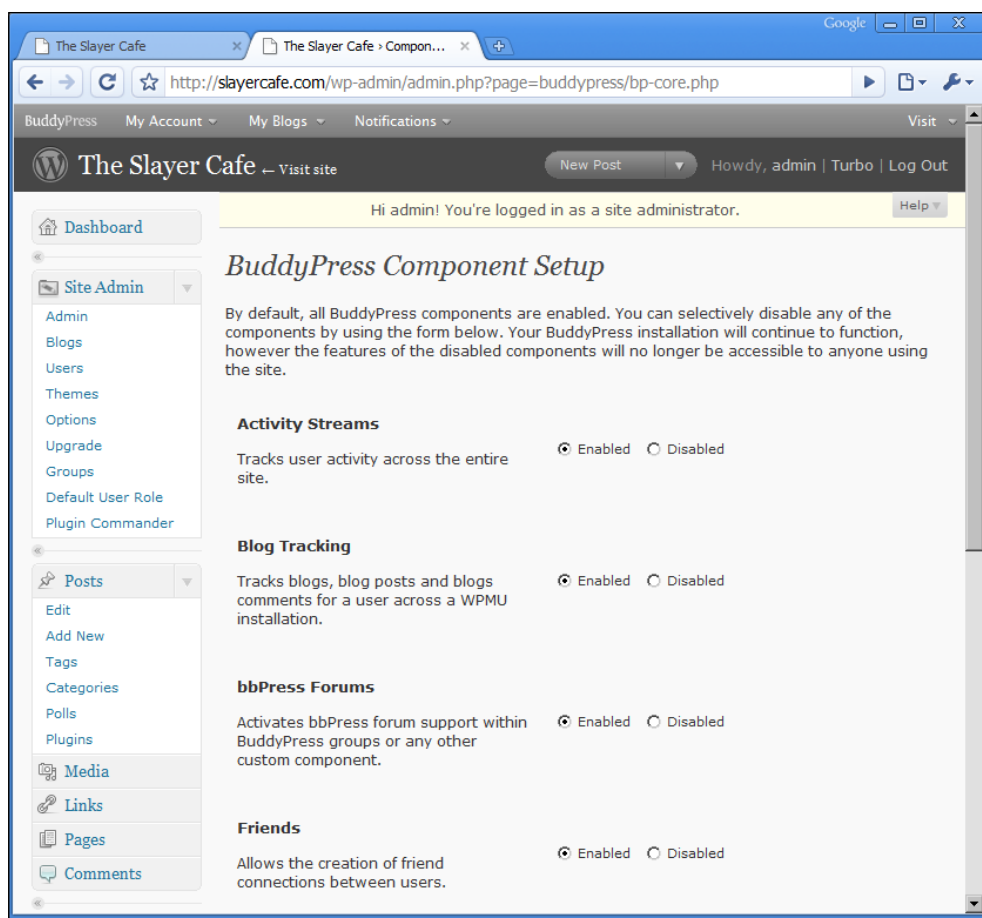 Google
The Slayer Cafe
The Slayer Cafe › Compon...
http://slayercafe.com/wp-admin/admin.php?page=buddypress/bp-core.php
BuddyPress My Account My Blogs Notifications Visit
The Slayer Cafe ← Visit site New Post Howdy, admin | Turbo | Log Out
Hi admin! You're logged in as a site administrator. Help
Dashboard
Site Admin
Admin
Blogs
Users
Themes
Options
Upgrade
Groups
Default User Role
Plugin Commander
Posts
Edit
Add New
Tags
Categories
Polls
Plugins
Media
Links
Pages
Comments
BuddyPress Component Setup
By default, all BuddyPress components are enabled. You can selectively disable any of the
components by using the form below. Your BuddyPress installation will continue to function,
however the features of the disabled components will no longer be accessible to anyone using
the site.
Activity Streams
Tracks user activity across the entire
site.
Enabled Disabled
Blog Tracking
Tracks blogs, blog posts and blogs
comments for a user across a WPMU
installation.
Enabled Disabled
bbPress Forums
Activates bbPress forum support within
BuddyPress groups or any other
custom component.
Enabled Disabled
Friends
Allows the creation of friend
connections between users.
Enabled Disabled